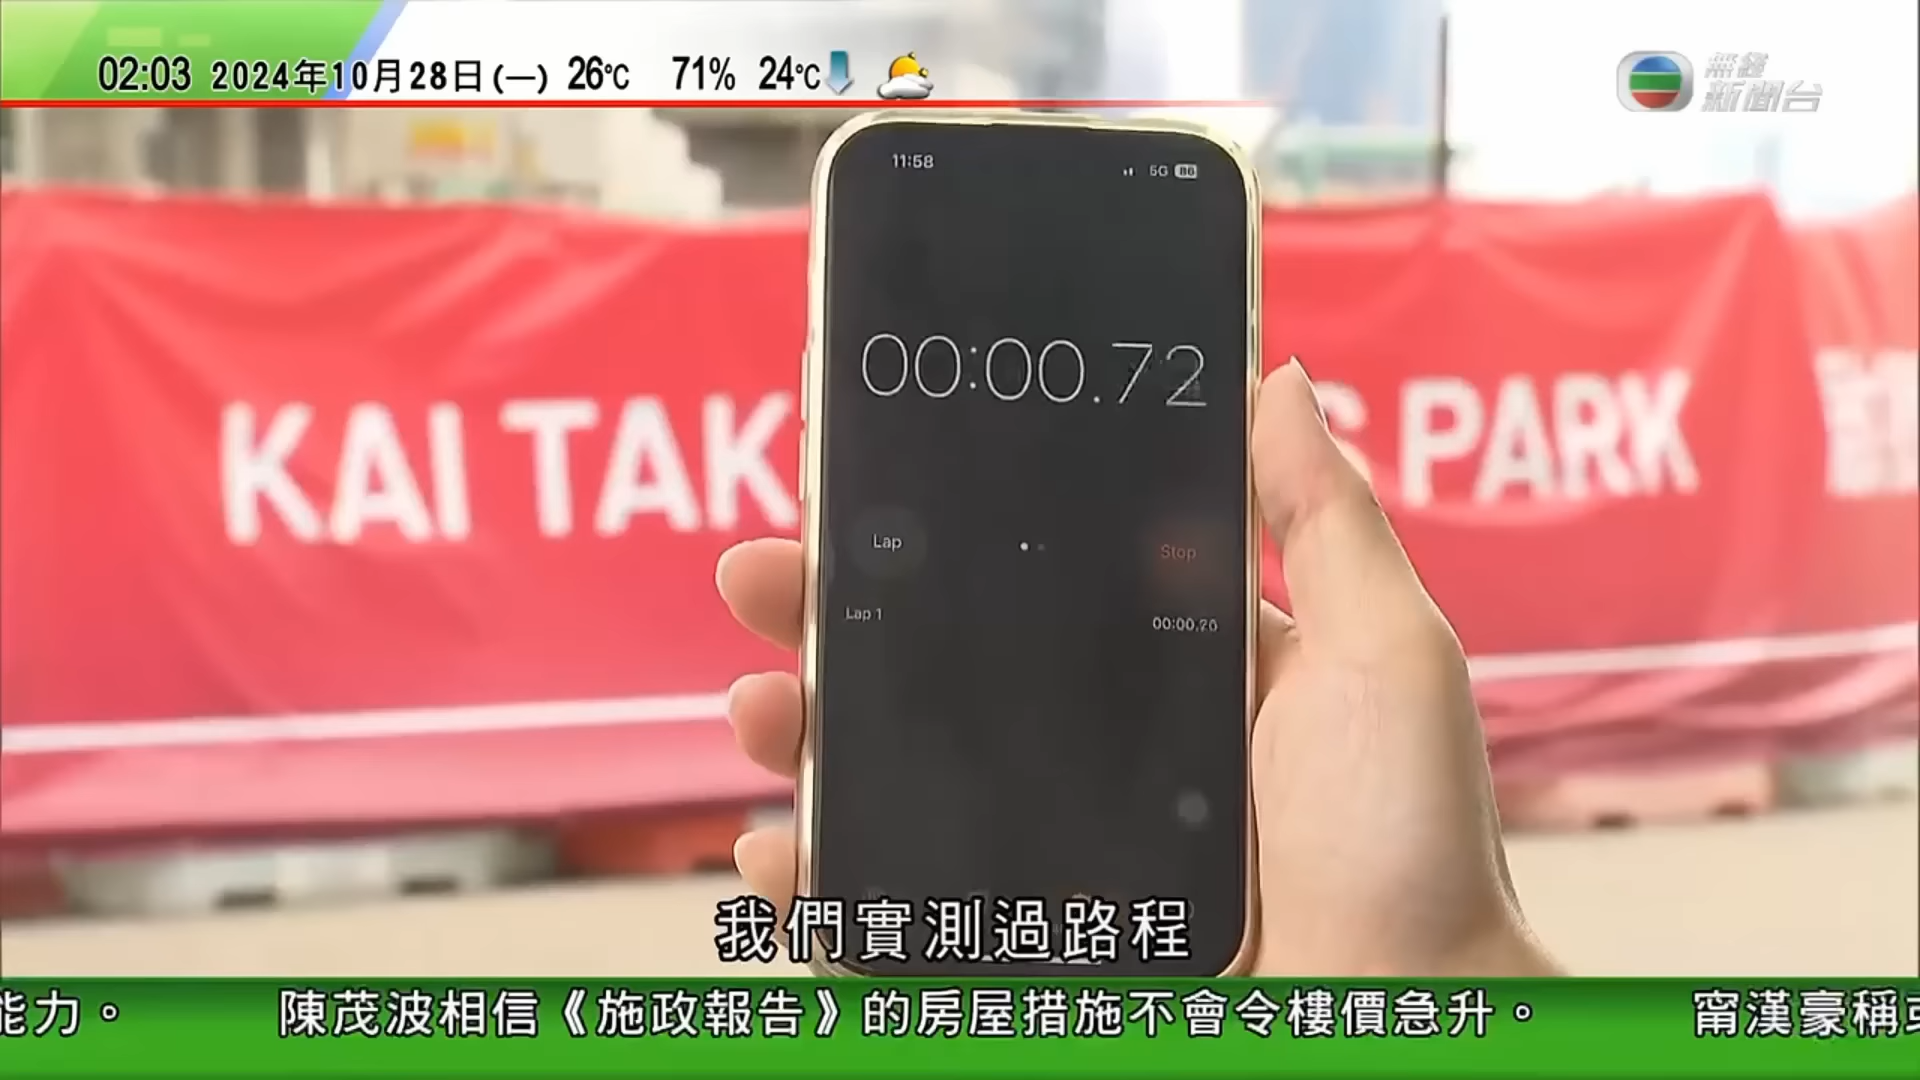 02:03 2024年10月28日(一) 26℃ 71% 24℃
無綫
新聞台
11:58 5G 86
00:00.72
KAI TAK S PARK
Lap Stop
Lap 1 00:00.
我們實測過路程
能力。 陳茂波相信《施政報告》的房屋措施不會令樓價急升。 甯漢豪稱